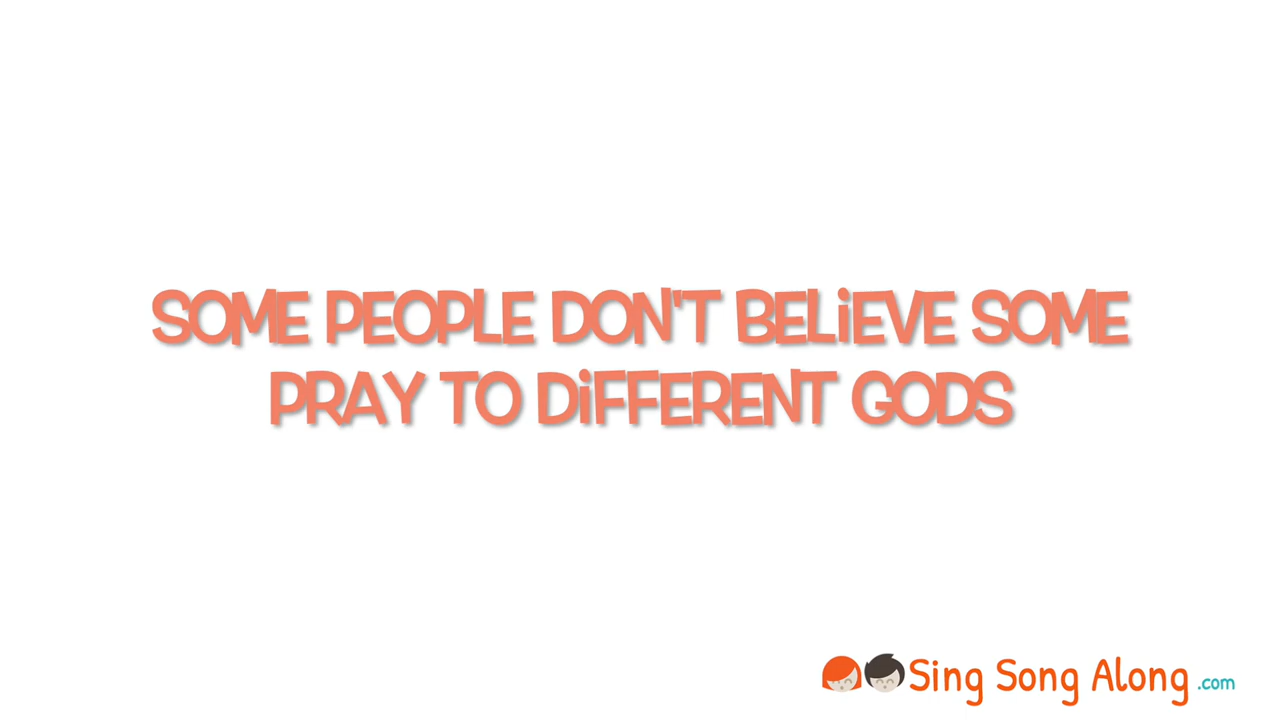 SOME PEOPLE DON'T BELiEVE SOME
PRAY TO DiFFERENT GODS
Sing Song Along .com